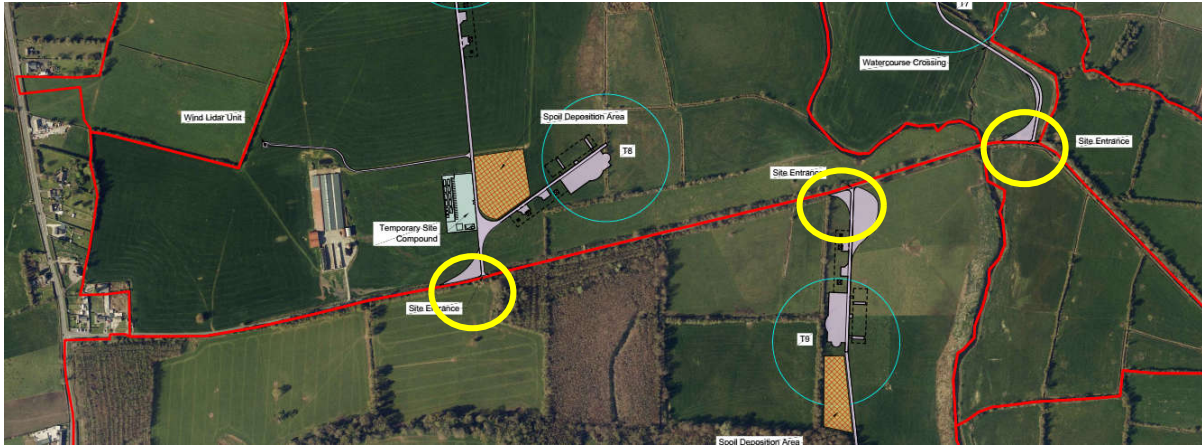 Watercourse Crossing
Wind Lidar Unit
Spoil Deposition Area
T8
Site Entrance
Site Entrance
Temporary Site
Compound
Site Entrance
T9
Spoil Deposition Area